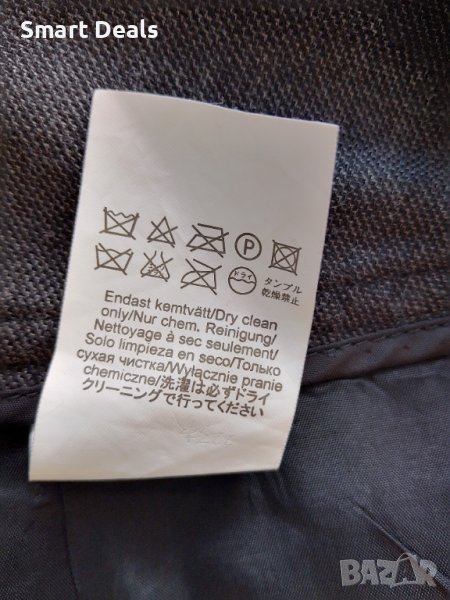 Smart Deals
P
ドライ
タンブル
乾燥禁止
Endast kemtvätt/Dry clean
only/Nur chem. Reinigung/
Nettoyage à sec seulement/
Solo limpieza en seco/Только
сухая чистка/Wyłącznie pranie
chemiczne/洗濯は必ずドライ
クリーニングで行ってください
BAZAR